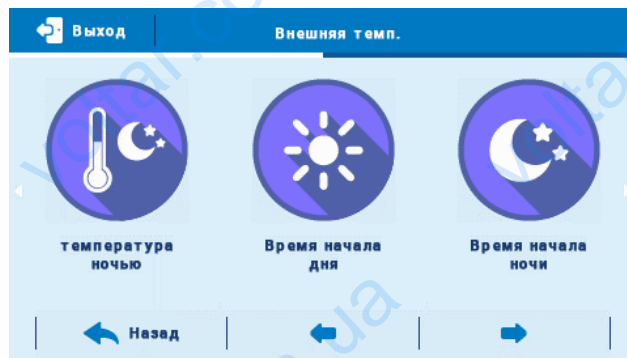 Выход
Внешняя темп.
температура
ночью
Время начала
дня
Время начала
ночи
Назад